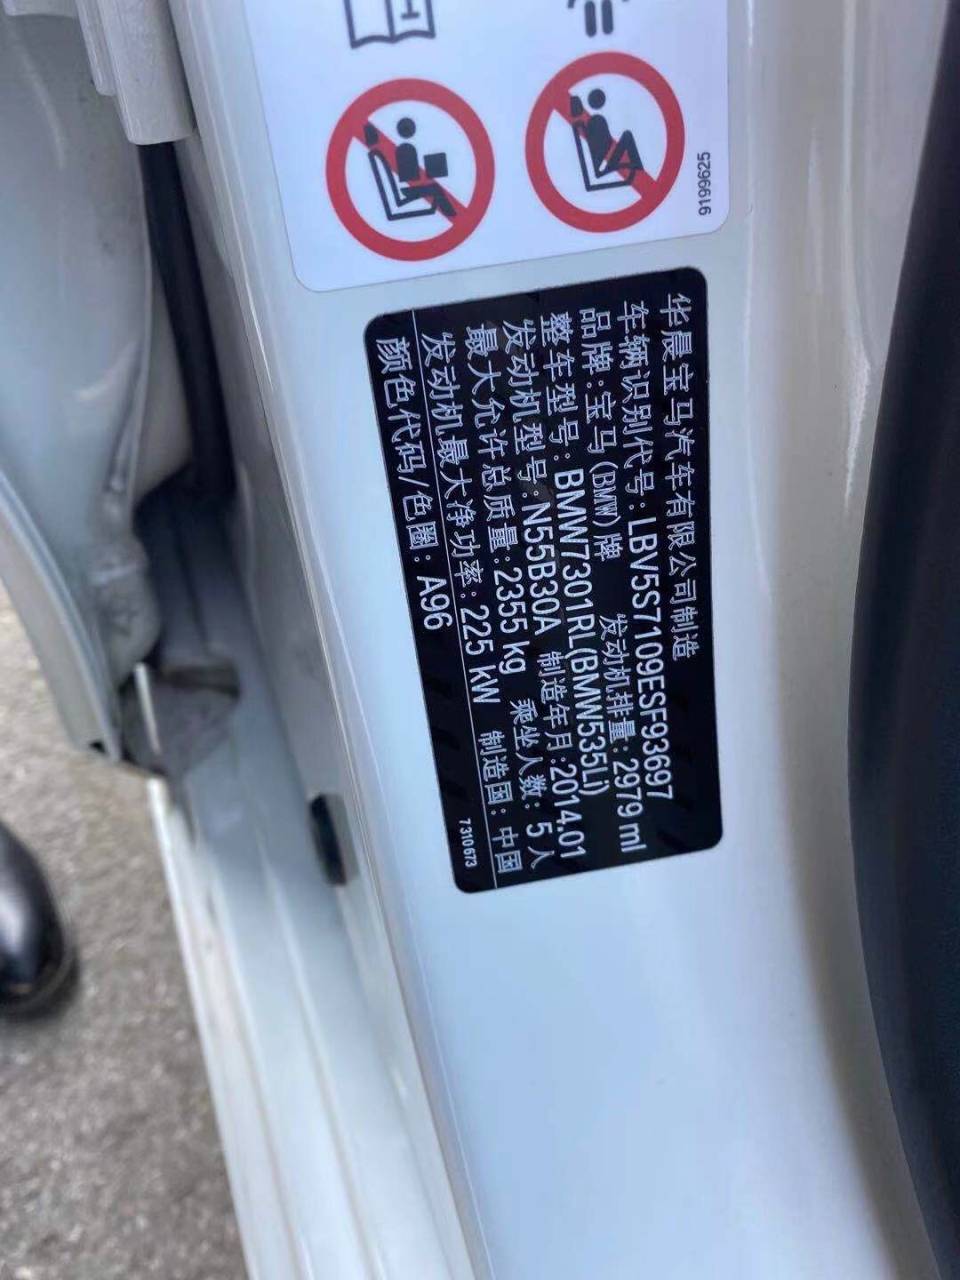 9199625
华晨宝马汽车有限公司制造
车辆识别代号:LBV5S7109ESF93697
品牌:宝马(BMW)牌 发动机排量:2979 ml
整车型号:BMW7301RL(BMW535Li)
发动机型号:N55B30A 制造年月:2014.01
最大允许总质量:2355 kg 乘坐人数:5人
发动机最大净功率:225 kW 制造国:中国
颜色代码/色圈:A96 7 310 673